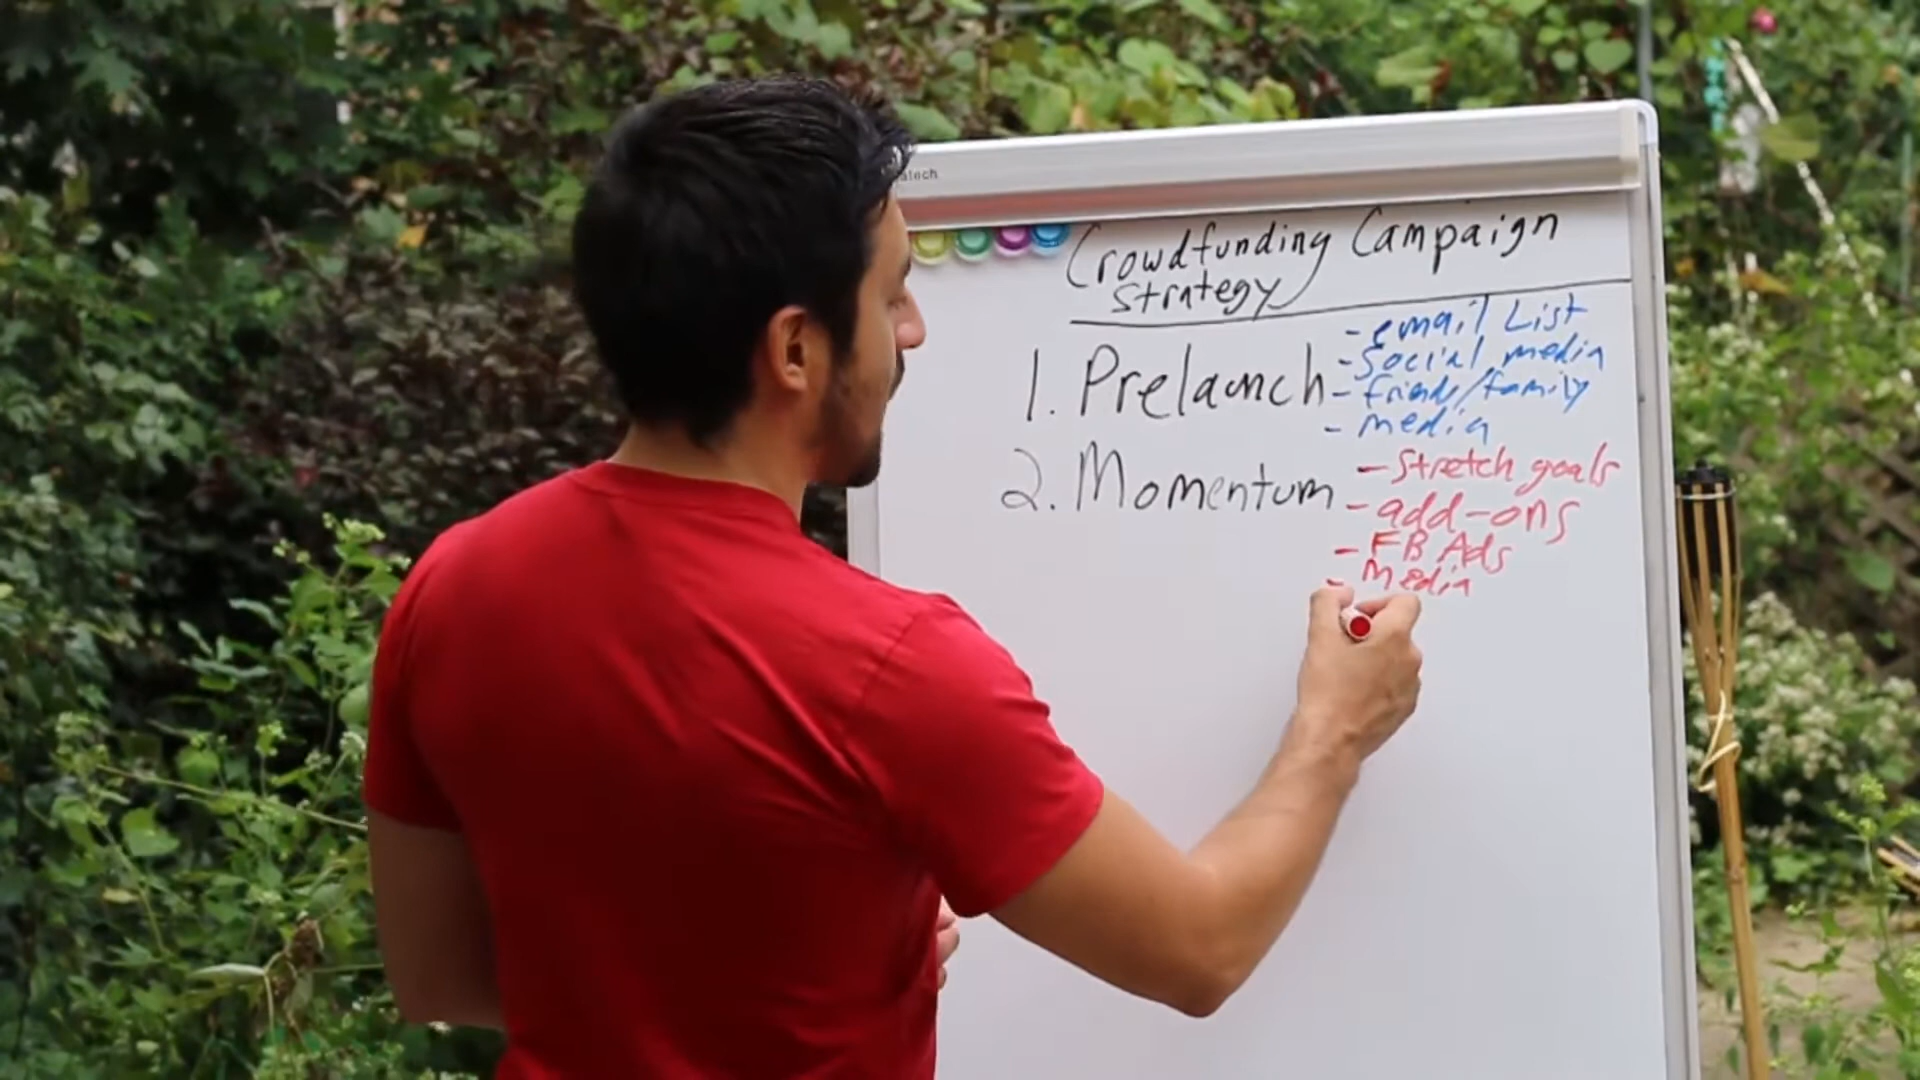 atech
Crowdfunding Campaign
strategy
- email List
- Social media
1. Prelaunch - friends/family
- media
- Stretch goals
2. Momentum - add-ons
- FB Ads
- Media